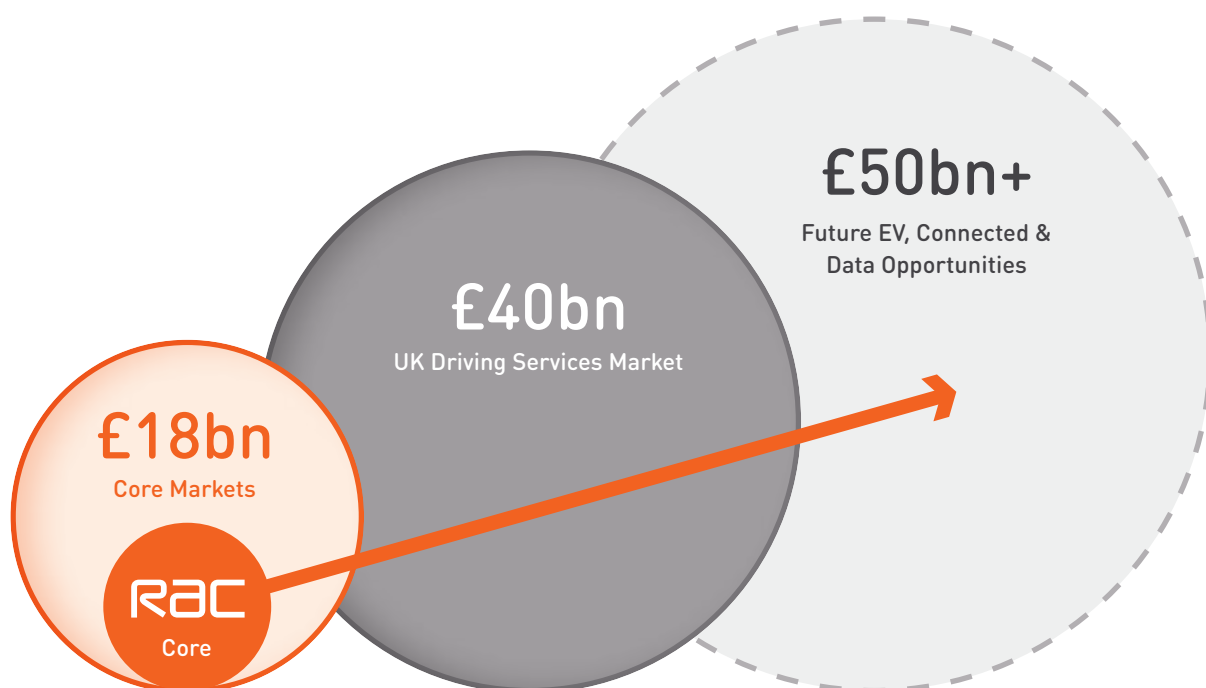 £18bn
Core Markets
RAC
Core
£40bn
UK Driving Services Market
£50bn+
Future EV, Connected &
Data Opportunities